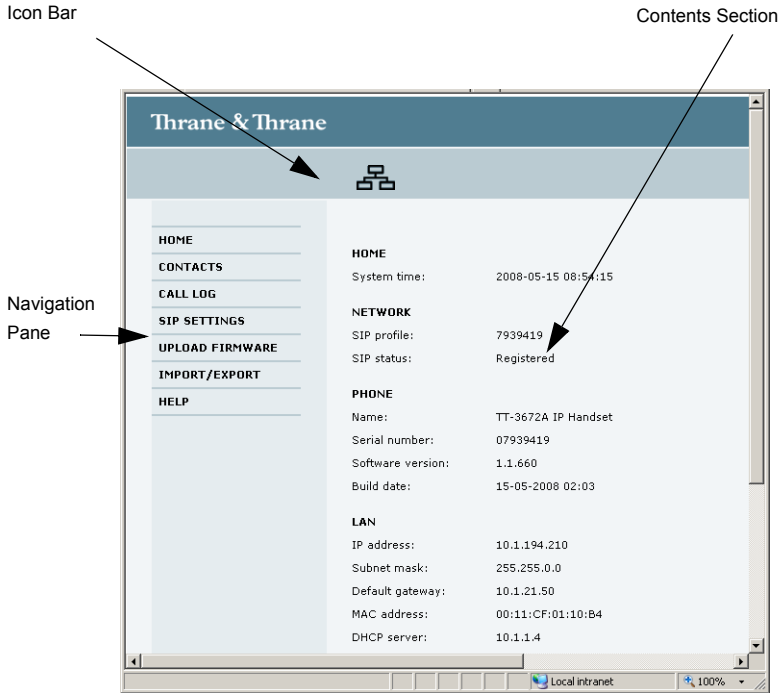 Icon Bar
Contents Section
Thrane & Thrane
Navigation
Pane
HOME
CONTACTS
CALL LOG
SIP SETTINGS
UPLOAD FIRMWARE
IMPORT/EXPORT
HELP
HOME
System time: 2008-05-15 08:54:15
NETWORK
SIP profile: 7939419
SIP status: Registered
PHONE
Name: TT-3672A IP Handset
Serial number: 07939419
Software version: 1.1.660
Build date: 15-05-2008 02:03
LAN
IP address: 10.1.194.210
Subnet mask: 255.255.0.0
Default gateway: 10.1.21.50
MAC address: 00:11:CF:01:10:B4
DHCP server: 10.1.1.4
Local intranet 100%